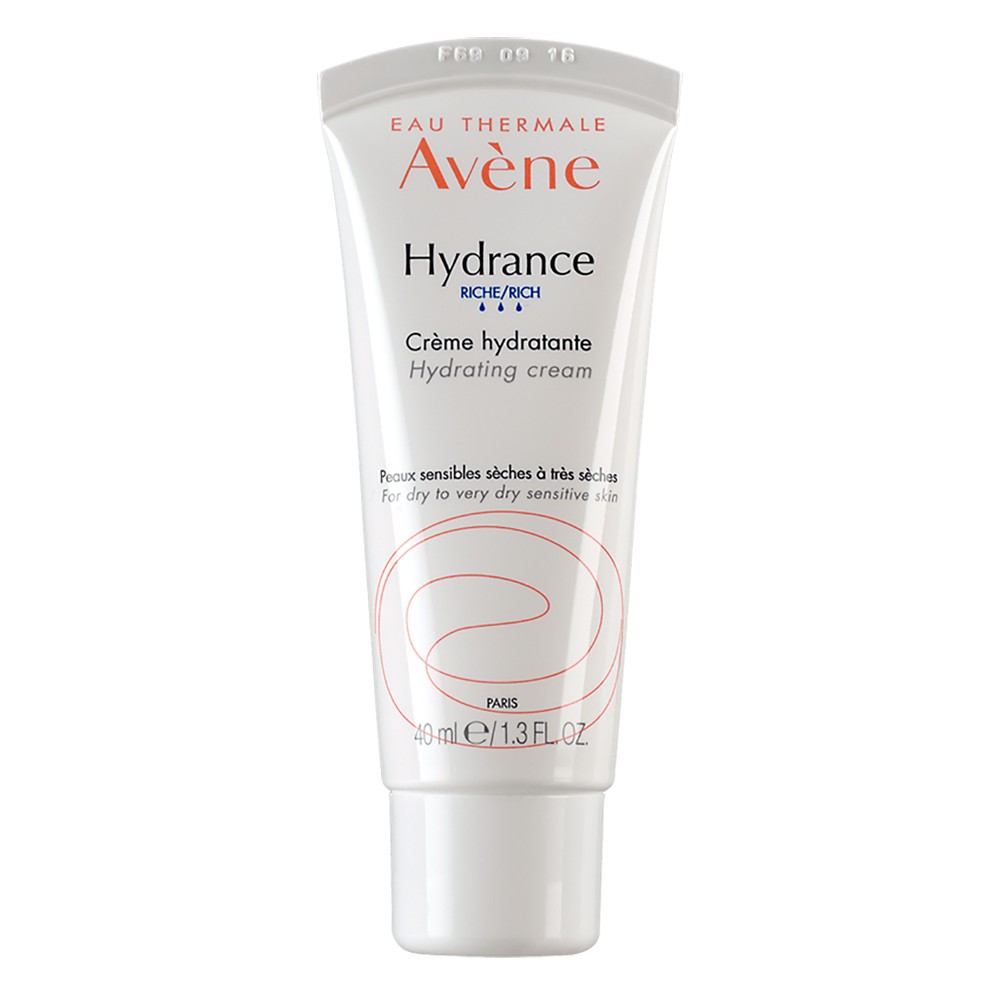 F69 09 16
EAU THERMALE
Avène
Hydrance
RICHE/RICH
Crème hydratante
Hydrating cream
Peaux sensibles sèches à très sèches
For dry to very dry sensitive skin
PARIS
40 ml e/1.3 FL. OZ.